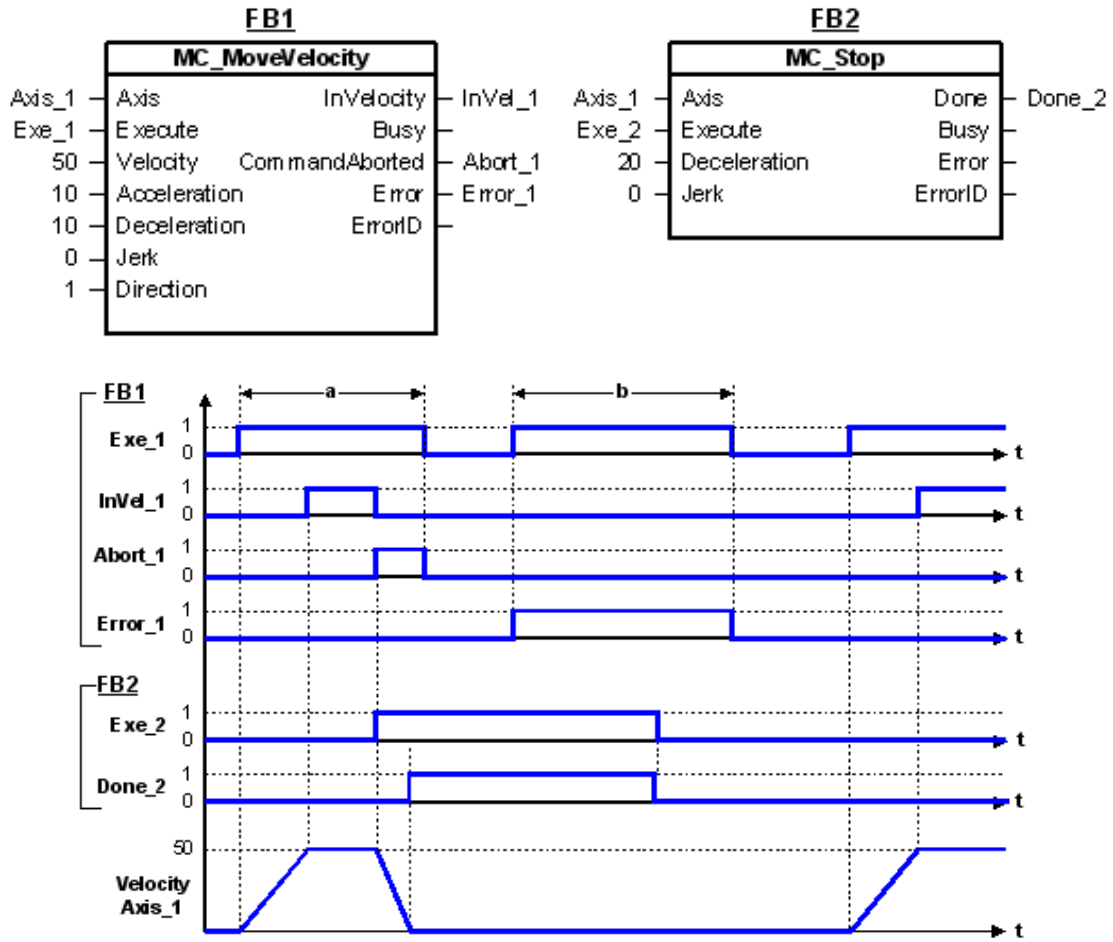 FB1
MC_MoveVelocity
Axis_1 Axis InVelocity InVel_1
Exe_1 Execute Busy
50 Velocity CommandAborted Abort_1
10 Acceleration Error Error_1
10 Deceleration ErrorID
0 Jerk
1 Direction
FB2
MC_Stop
Axis_1 Axis Done Done_2
Exe_2 Execute Busy
20 Deceleration Error
0 Jerk ErrorID
FB1
a
b
Exe_1 1
0
t
InVel_1 1
0
t
Abort_1 1
0
t
Error_1 1
0
t
FB2
Exe_2 1
0
t
Done_2 1
0
t
50
Velocity
Axis_1
t